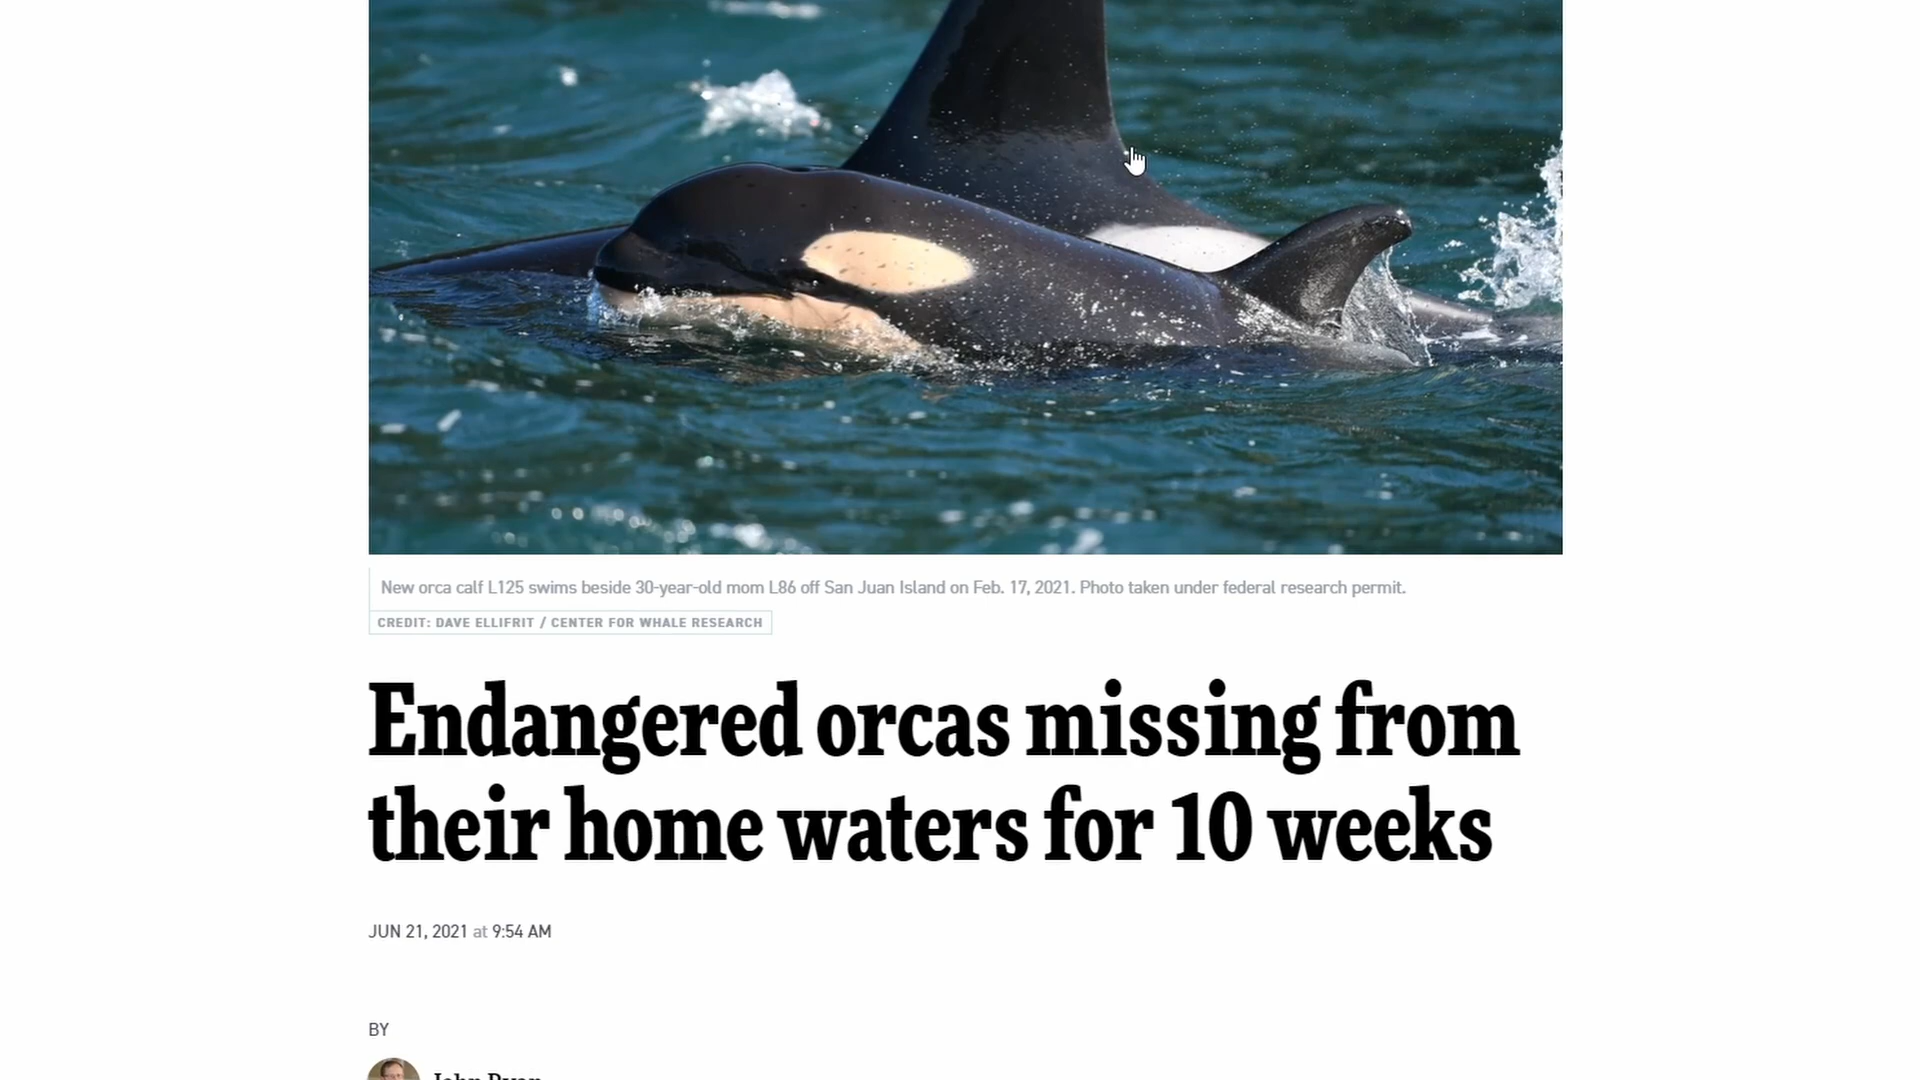 New orca calf L125 swims beside 30-year-old mom L86 off San Juan Island on Feb. 17, 2021. Photo taken under federal research permit.
CREDIT: DAVE ELLIFRIT / CENTER FOR WHALE RESEARCH
Endangered orcas missing from
their home waters for 10 weeks
JUN 21, 2021 at 9:54 AM
BY
John Ryan